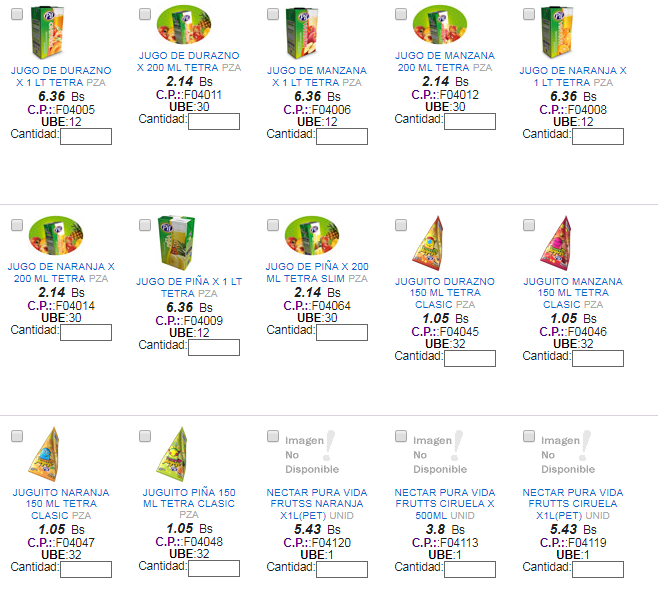 JUGO DE DURAZNO
X 1 LT TETRA PZA
6.36 Bs
C.P.:.F04005
UBE:12
Cantidad:
JUGO DE DURAZNO
X 200 ML TETRA PZA
2.14 Bs
C.P.:.F04011
UBE:30
Cantidad:
JUGO DE MANZANA
X 1 LT TETRA PZA
6.36 Bs
C.P.:.F04006
UBE:12
Cantidad:
JUGO DE MANZANA
200 ML TETRA PZA
2.14 Bs
C.P.:.F04012
UBE:30
Cantidad:
JUGO DE NARANJA X
1 LT TETRA PZA
6.36 Bs
C.P.:.F04008
UBE:12
Cantidad:
JUGO DE NARANJA X
200 ML TETRA PZA
2.14 Bs
C.P.:.F04014
UBE:30
Cantidad:
JUGO DE PIÑA X 1 LT
TETRA PZA
6.36 Bs
C.P.:.F04009
UBE:12
Cantidad:
JUGO DE PIÑA X 200
ML TETRA SLIM PZA
2.14 Bs
C.P.:.F04064
UBE:30
Cantidad:
JUGUITO DURAZNO
150 ML TETRA
CLASIC PZA
1.05 Bs
C.P.:.F04045
UBE:32
Cantidad:
JUGUITO MANZANA
150 ML TETRA
CLASIC PZA
1.05 Bs
C.P.:.F04046
UBE:32
Cantidad:
JUGUITO NARANJA
150 ML TETRA
CLASIC PZA
1.05 Bs
C.P.:.F04047
UBE:32
Cantidad:
JUGUITO PIÑA 150
ML TETRA CLASIC
PZA
1.05 Bs
C.P.:.F04048
UBE:32
Cantidad:
Imagen
No
Disponible
NECTAR PURA VIDA
FRUTSS NARANJA
X1L(PET) UNID
5.43 Bs
C.P.:.F04120
UBE:1
Cantidad:
Imagen
No
Disponible
NECTAR PURA VIDA
FRUTTS CIRUELA X
500ML UNID
3.8 Bs
C.P.:.F04113
UBE:1
Cantidad:
Imagen
No
Disponible
NECTAR PURA VIDA
FRUTTS CIRUELA
X1L(PET) UNID
5.43 Bs
C.P.:.F04119
UBE:1
Cantidad: